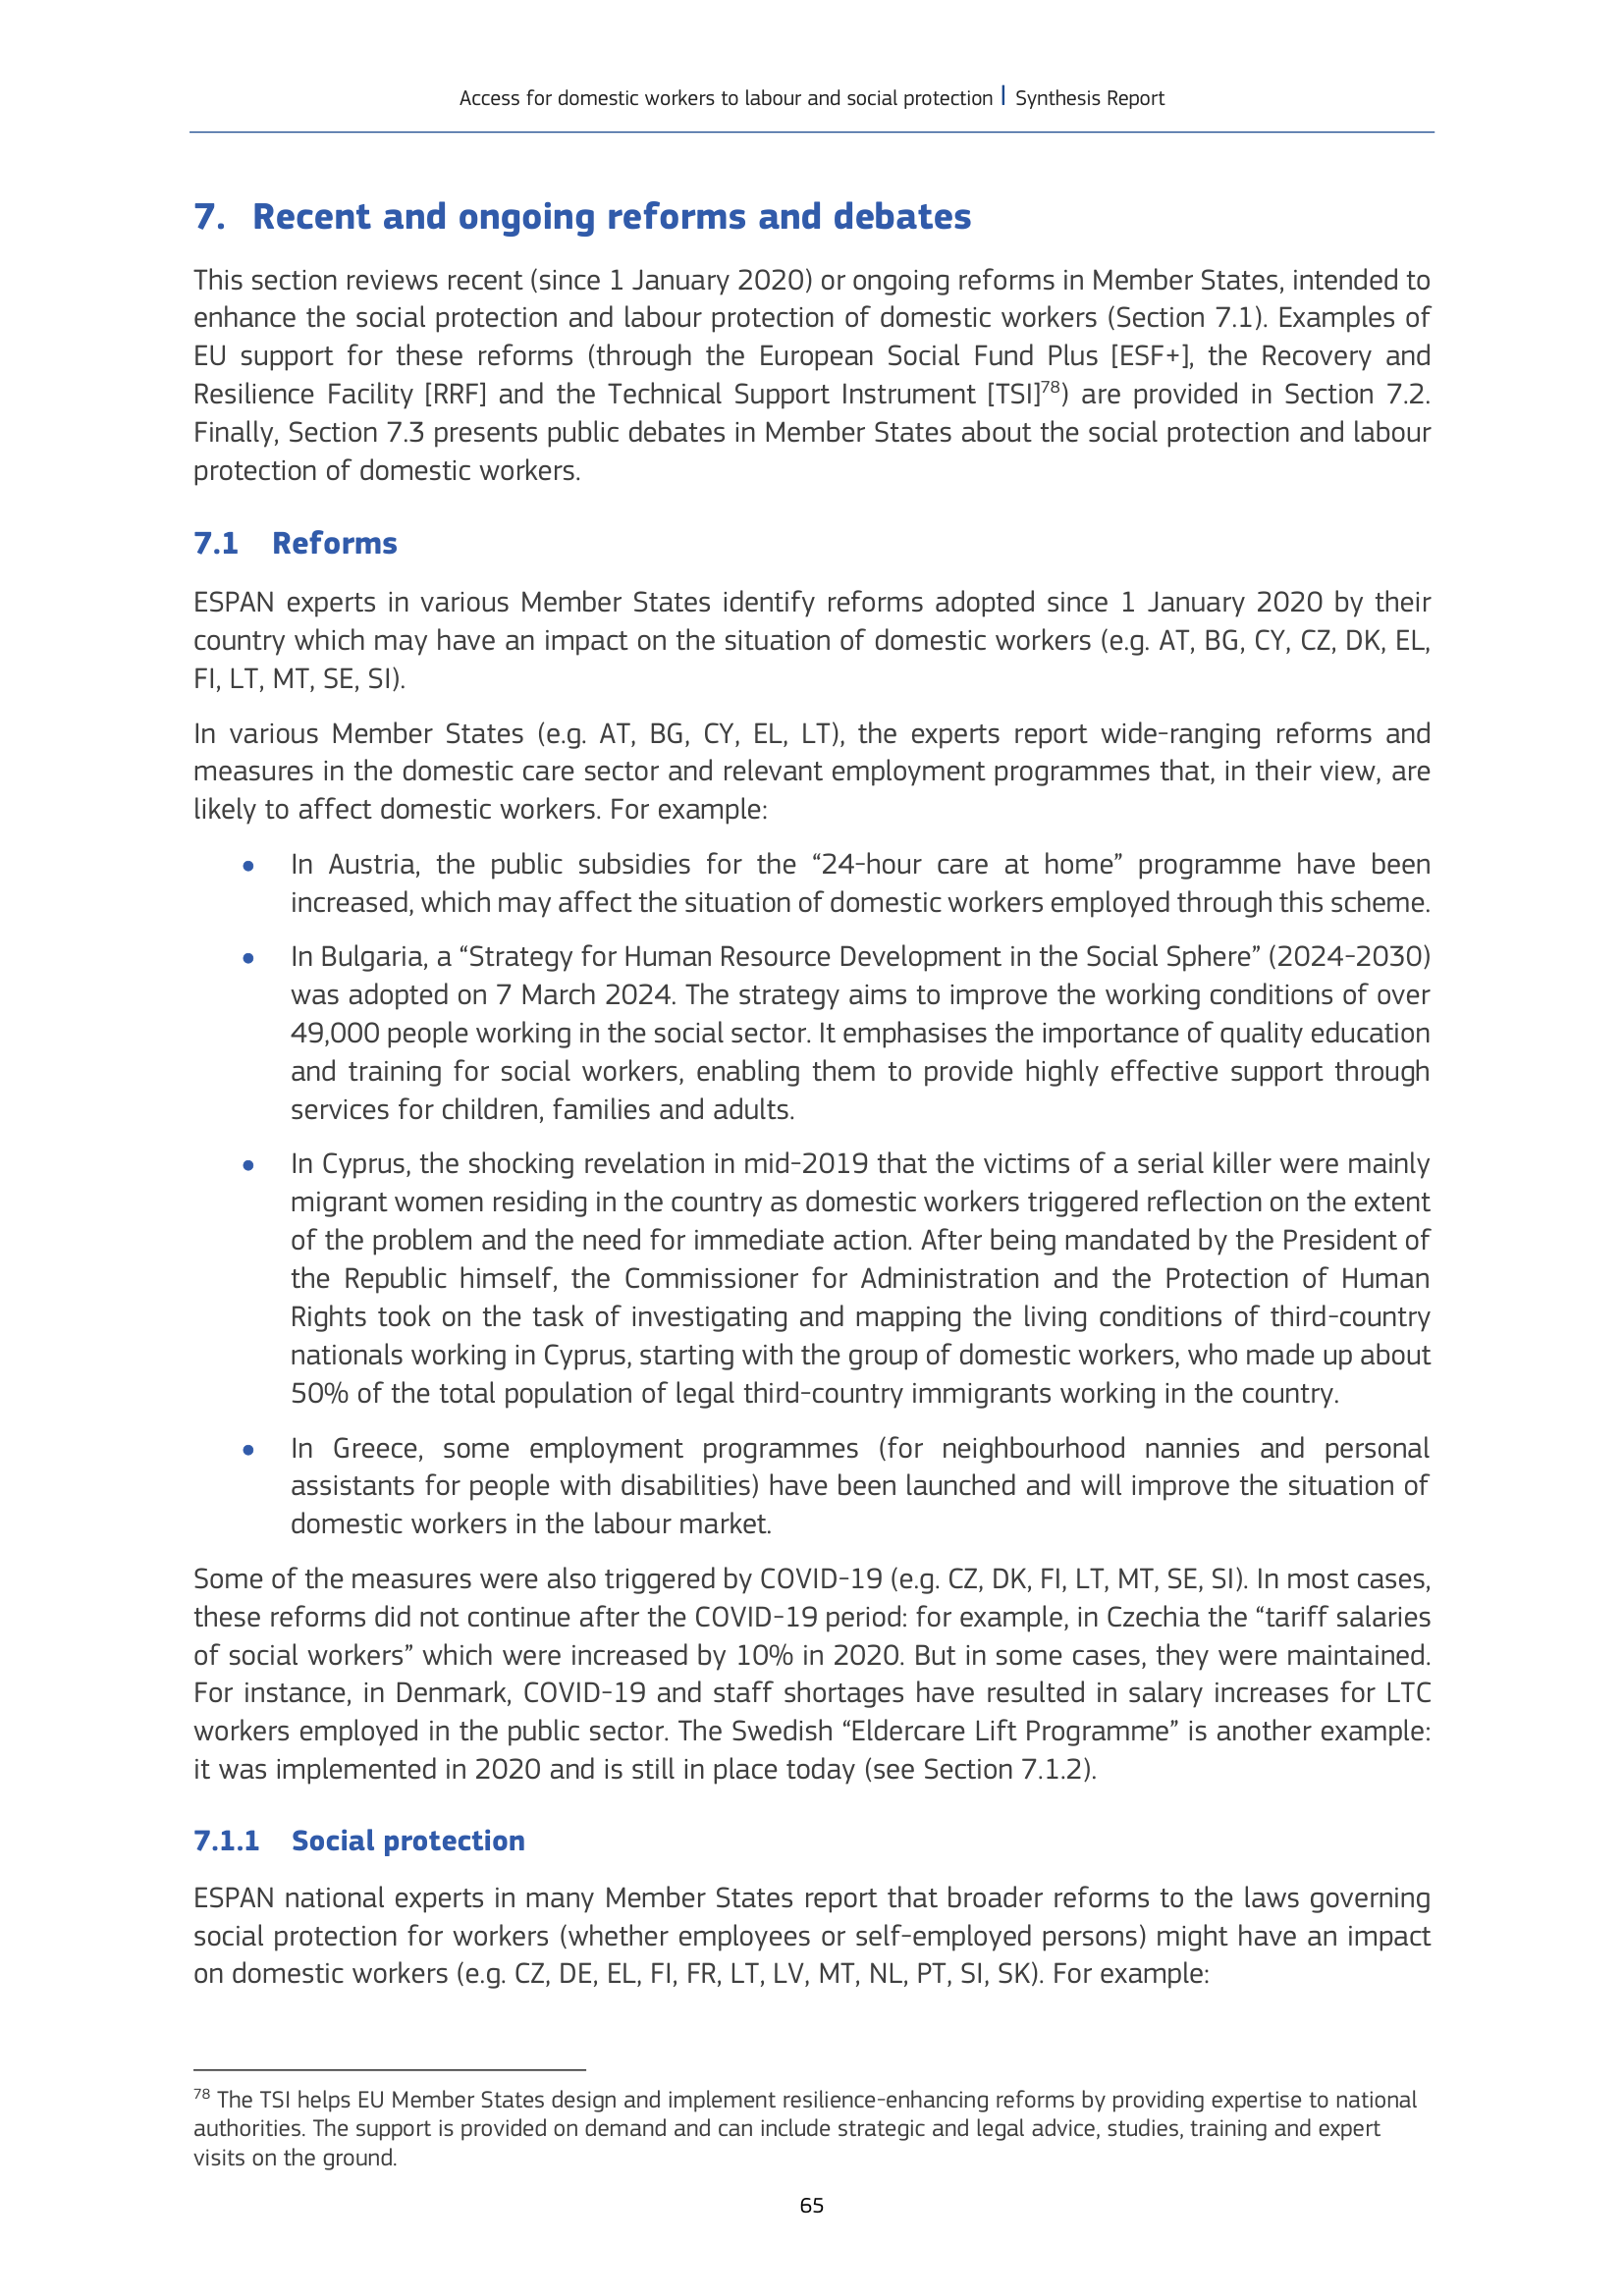 Access for domestic workers to labour and social protection | Synthesis Report
7. Recent and ongoing reforms and debates
This section reviews recent (since 1 January 2020) or ongoing reforms in Member States, intended to
enhance the social protection and labour protection of domestic workers (Section 7.1). Examples of
EU support for these reforms (through the European Social Fund Plus [ESF+], the Recovery and
Resilience Facility [RRF] and the Technical Support Instrument [TSI]78) are provided in Section 7.2.
Finally, Section 7.3 presents public debates in Member States about the social protection and labour
protection of domestic workers.
7.1 Reforms
ESPAN experts in various Member States identify reforms adopted since 1 January 2020 by their
country which may have an impact on the situation of domestic workers (e.g. AT, BG, CY, CZ, DK, EL,
FI, LT, MT, SE, SI).
In various Member States (e.g. AT, BG, CY, EL, LT), the experts report wide-ranging reforms and
measures in the domestic care sector and relevant employment programmes that, in their view, are
likely to affect domestic workers. For example:
• In Austria, the public subsidies for the “24-hour care at home” programme have been
increased, which may affect the situation of domestic workers employed through this scheme.
• In Bulgaria, a “Strategy for Human Resource Development in the Social Sphere” (2024-2030)
was adopted on 7 March 2024. The strategy aims to improve the working conditions of over
49,000 people working in the social sector. It emphasises the importance of quality education
and training for social workers, enabling them to provide highly effective support through
services for children, families and adults.
• In Cyprus, the shocking revelation in mid-2019 that the victims of a serial killer were mainly
migrant women residing in the country as domestic workers triggered reflection on the extent
of the problem and the need for immediate action. After being mandated by the President of
the Republic himself, the Commissioner for Administration and the Protection of Human
Rights took on the task of investigating and mapping the living conditions of third-country
nationals working in Cyprus, starting with the group of domestic workers, who made up about
50% of the total population of legal third-country immigrants working in the country.
• In Greece, some employment programmes (for neighbourhood nannies and personal
assistants for people with disabilities) have been launched and will improve the situation of
domestic workers in the labour market.
Some of the measures were also triggered by COVID-19 (e.g. CZ, DK, FI, LT, MT, SE, SI). In most cases,
these reforms did not continue after the COVID-19 period: for example, in Czechia the “tariff salaries
of social workers” which were increased by 10% in 2020. But in some cases, they were maintained.
For instance, in Denmark, COVID-19 and staff shortages have resulted in salary increases for LTC
workers employed in the public sector. The Swedish “Eldercare Lift Programme” is another example:
it was implemented in 2020 and is still in place today (see Section 7.1.2).
7.1.1 Social protection
ESPAN national experts in many Member States report that broader reforms to the laws governing
social protection for workers (whether employees or self-employed persons) might have an impact
on domestic workers (e.g. CZ, DE, EL, FI, FR, LT, LV, MT, NL, PT, SI, SK). For example:
78 The TSI helps EU Member States design and implement resilience-enhancing reforms by providing expertise to national
authorities. The support is provided on demand and can include strategic and legal advice, studies, training and expert
visits on the ground.
65